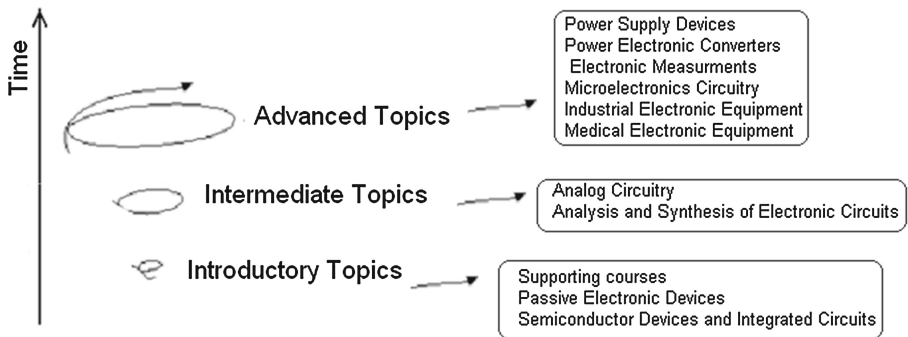 Time
Power Supply Devices
Power Electronic Converters
Electronic Measurments
Microelectronics Circuitry
Industrial Electronic Equipment
Medical Electronic Equipment
Advanced Topics
Intermediate Topics
Analog Circuitry
Analysis and Synthesis of Electronic Circuits
Introductory Topics
Supporting courses
Passive Electronic Devices
Semiconductor Devices and Integrated Circuits